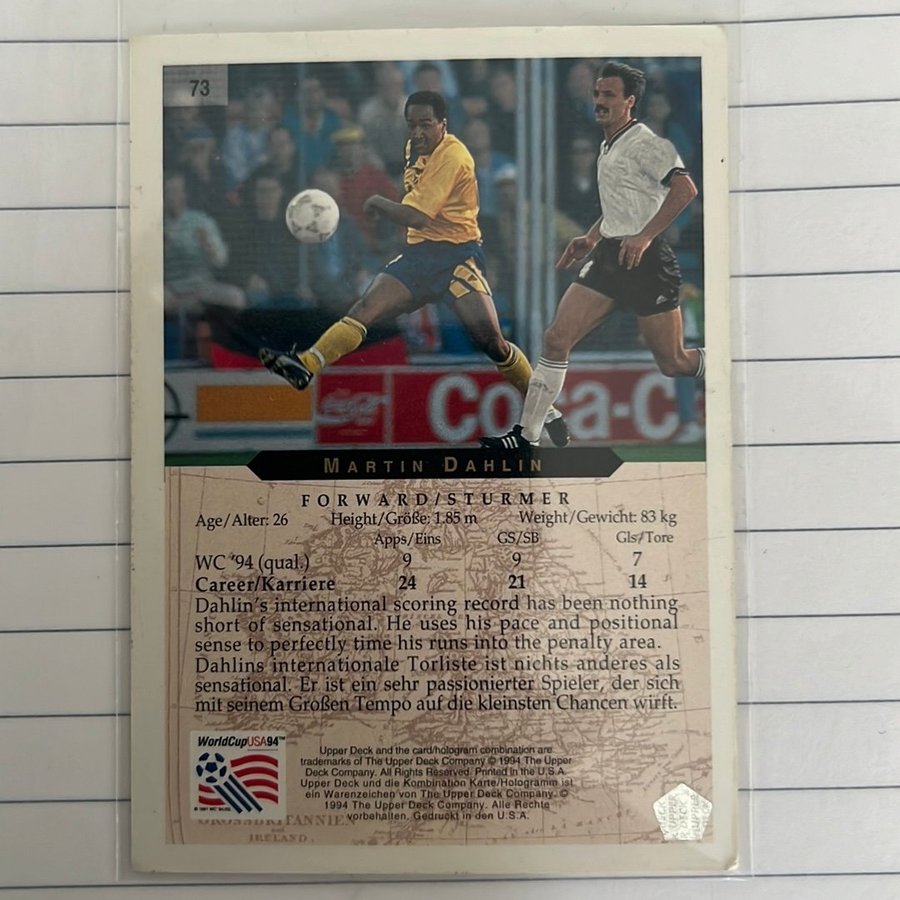 73
Coca-Cola
Co a-C
MARTIN DAHLIN
FORWARD/STURMER
Age/Alter: 26 Height/Größe: 1.85 m Weight/Gewicht: 83 kg
Apps/Eins GS/SB Gls/Tore
WC '94 (qual.) 9 9 7
Career/Karriere 24 21 14
Dahlin's international scoring record has been nothing
short of sensational. He uses his pace and positional
sense to perfectly time his runs into the penalty area.
Dahlins internationale Torliste ist nichts anderes als
sensational. Er ist ein sehr passionierter Spieler, der sich
mit seinem Großen Tempo auf die kleinsten Chancen wirft.
WorldCupUSA94™
Upper Deck and the card/hologram combination are
trademarks of The Upper Deck Company © 1994 The Upper
Deck Company. All Rights Reserved. Printed in the U.S.A.
Upper Deck und die Kombination Karte/Hologramm ist
ein Warenzeichen von The Upper Deck Company. ©
1994 The Upper Deck Company. Alle Rechte
vorbehalten. Gedruckt in den U.S.A.
GROSSBRITANNIEN
IRELAND